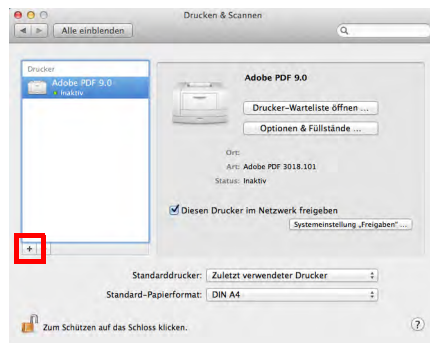 Drucken & Scannen
Alle einblenden
Drucker
Adobe PDF 9.0
Inaktiv
Adobe PDF 9.0
Drucker-Warteliste öffnen ...
Optionen & Füllstände ...
Ort:
Art: Adobe PDF 3018.101
Status: Inaktiv
Diesen Drucker im Netzwerk freigeben
Systemeinstellung „Freigaben“ ...
+
Standarddrucker: Zuletzt verwendeter Drucker
Standard-Papierformat: DIN A4
Zum Schützen auf das Schloss klicken.
?